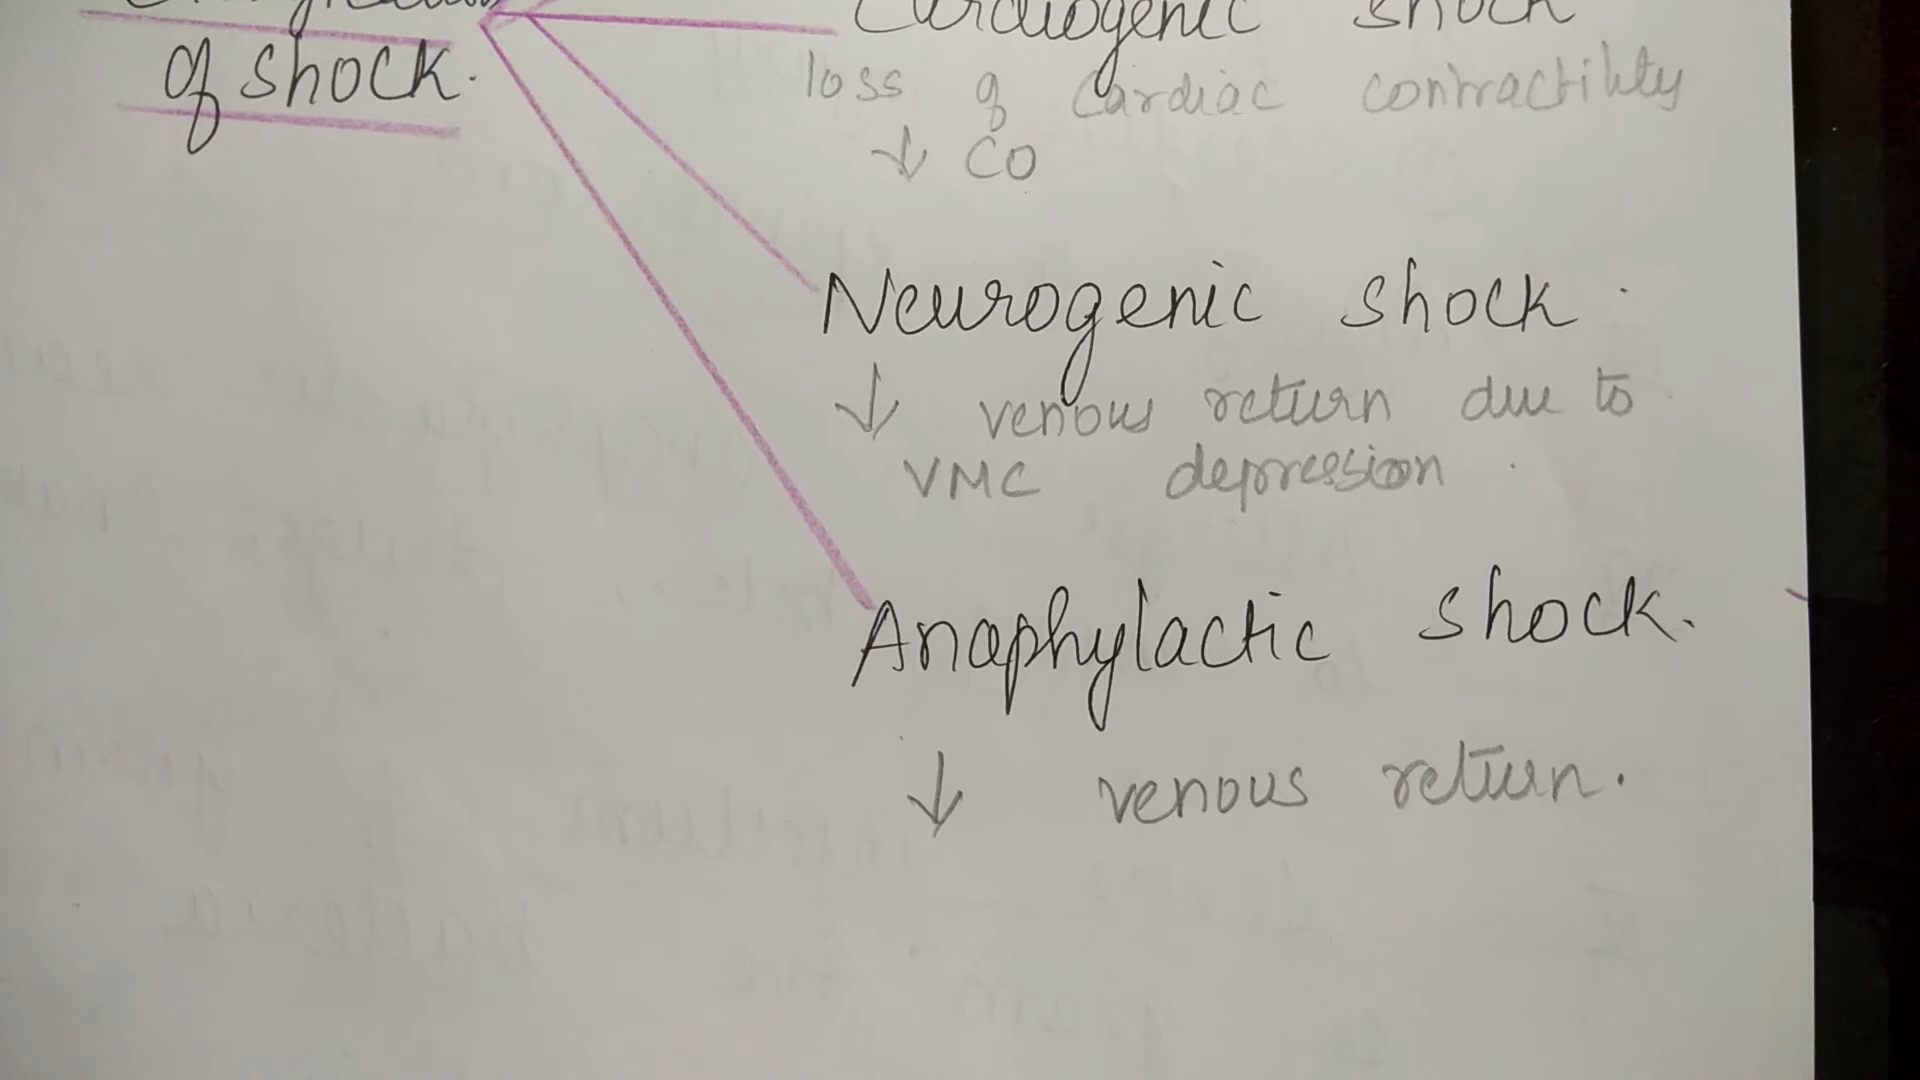 Cardiogenic shock
of shock.
loss of cardiac contractility
↓ CO
Neurogenic shock.
↓ venous return due to
VMC depression.
Anaphylactic shock.
↓ venous return.